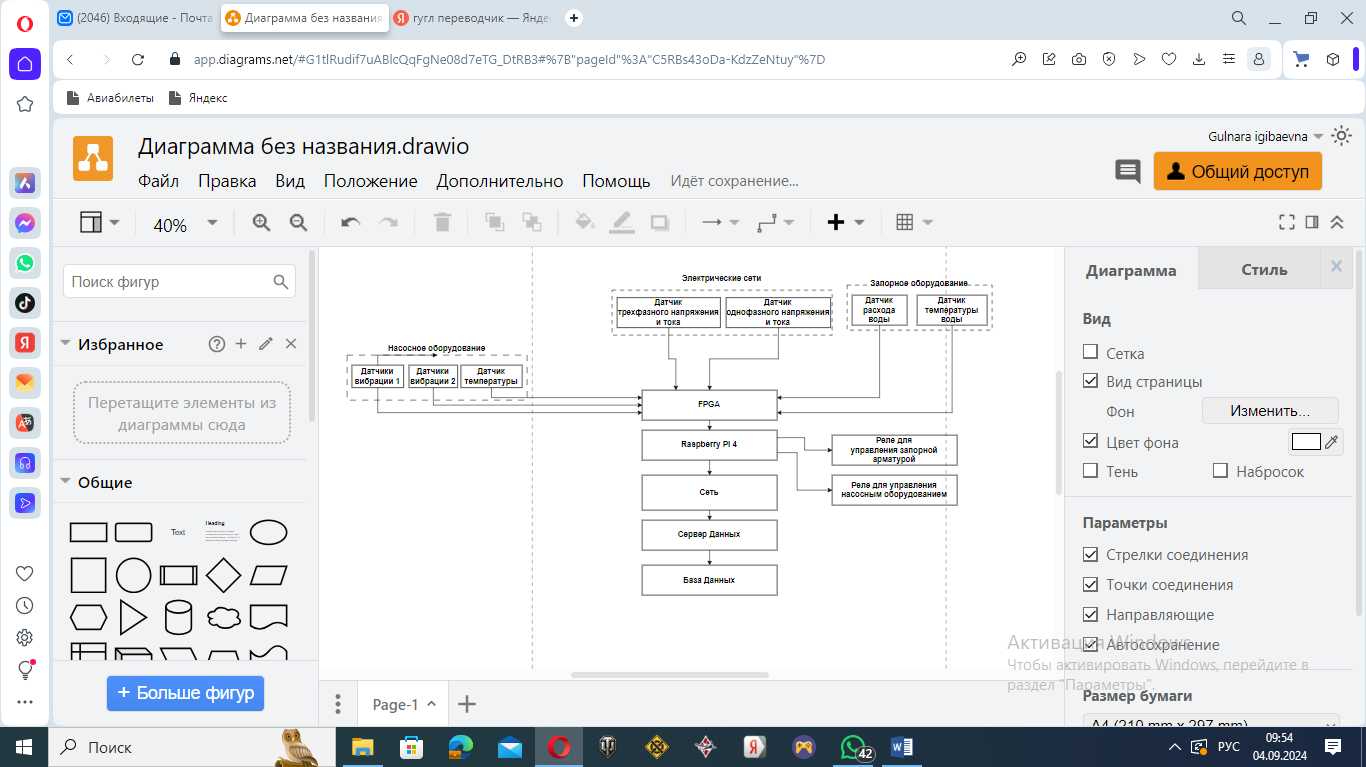 (2046) Входящие - Почта
Диаграмма без названия
гугл переводчик — Янде
app.diagrams.net/#G1tlRudif7uABlcQqFgNe08d7eTG_DtRB3#%7B"pageId"%3A"C5RBs43oDa-KdzZeNtuy"%7D
Авиабилеты
Яндекс
Диаграмма без названия.drawio
Gulnara igibaevna
Файл Правка Вид Положение Дополнительно Помощь Идёт сохранение...
Общий доступ
40%
Поиск фигур
Избранное
Перетащите элементы из
диаграммы сюда
Общие
Text
Heading
Больше фигур
Электрические сети
Датчик
трехфазного напряжения
и тока
Датчик
однофазного напряжения
и тока
Запорное оборудование
Датчик
расхода
воды
Датчик
температуры
воды
Насосное оборудование
Датчики
вибрации 1
Датчики
вибрации 2
Датчик
температуры
FPGA
Raspberry PI 4
Реле для
управления запорной
арматурой
Сеть
Реле для управления
насосным оборудованием
Сервер Данных
База Данных
Page-1
Диаграмма
Стиль
Вид
Сетка
Вид страницы
Фон
Изменить...
Цвет фона
Тень
Набросок
Параметры
Стрелки соединения
Точки соединения
Направляющие
Автосохранение
Размер бумаги
A4 (210 mm x 297 mm)
Активация Windows
Чтобы активировать Windows, перейдите в
раздел "Параметры".
Поиск
42
РУС
09:54
04.09.2024